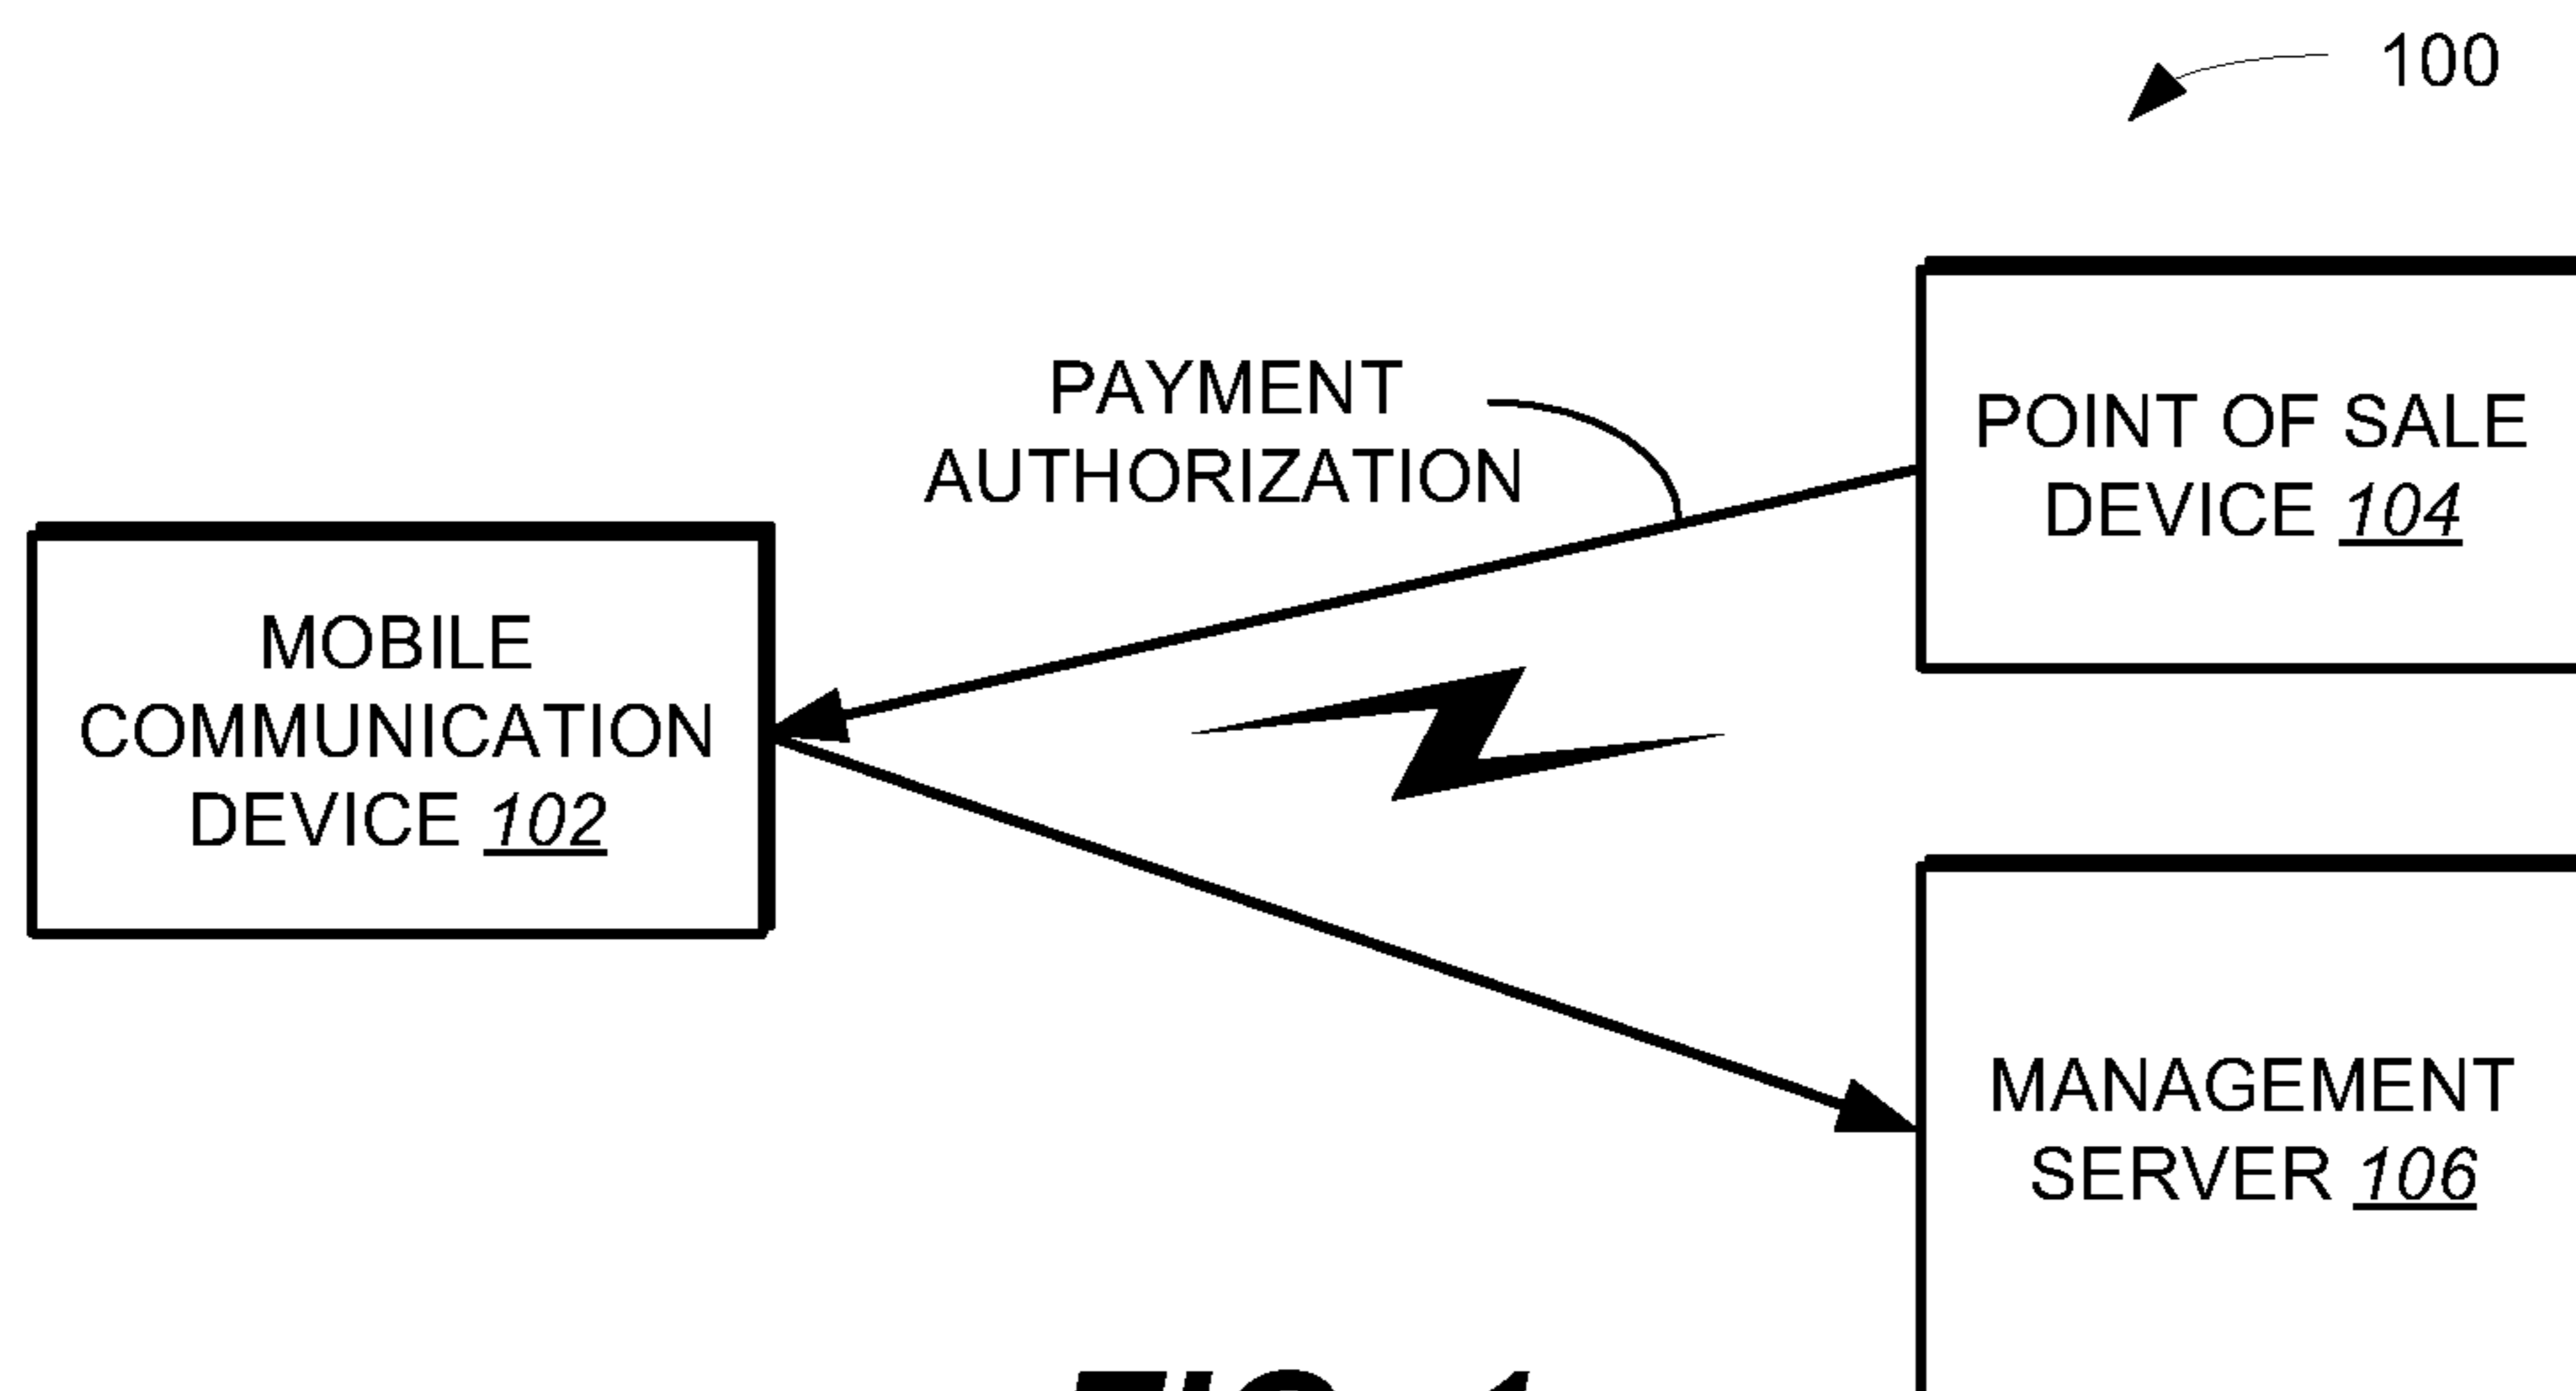 100
PAYMENT
AUTHORIZATION
POINT OF SALE
DEVICE 104
MOBILE
COMMUNICATION
DEVICE 102
MANAGEMENT
SERVER 106